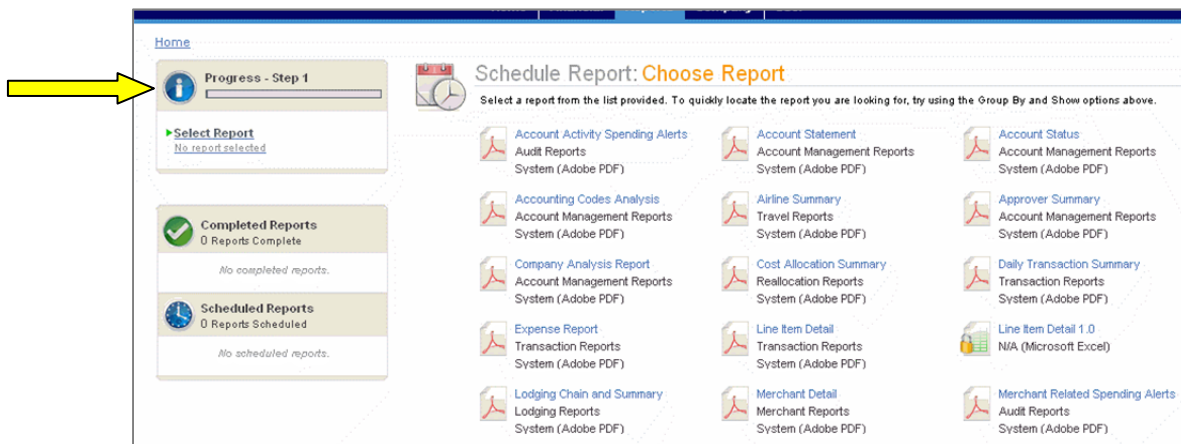 Home
Progress - Step 1
Select Report
No report selected
Completed Reports
0 Reports Complete
No completed reports.
Scheduled Reports
0 Reports Scheduled
No scheduled reports.
Schedule Report: Choose Report
Select a report from the list provided. To quickly locate the report you are looking for, try using the Group By and Show options above.
Account Activity Spending Alerts
Audit Reports
System (Adobe PDF)
Account Statement
Account Management Reports
System (Adobe PDF)
Account Status
Account Management Reports
System (Adobe PDF)
Accounting Codes Analysis
Account Management Reports
System (Adobe PDF)
Airline Summary
Travel Reports
System (Adobe PDF)
Approver Summary
Account Management Reports
System (Adobe PDF)
Company Analysis Report
Account Management Reports
System (Adobe PDF)
Cost Allocation Summary
Reallocation Reports
System (Adobe PDF)
Daily Transaction Summary
Transaction Reports
System (Adobe PDF)
Expense Report
Transaction Reports
System (Adobe PDF)
Line Item Detail
Transaction Reports
System (Adobe PDF)
Line Item Detail 1.0
N/A (Microsoft Excel)
Lodging Chain and Summary
Lodging Reports
System (Adobe PDF)
Merchant Detail
Merchant Reports
System (Adobe PDF)
Merchant Related Spending Alerts
Audit Reports
System (Adobe PDF)